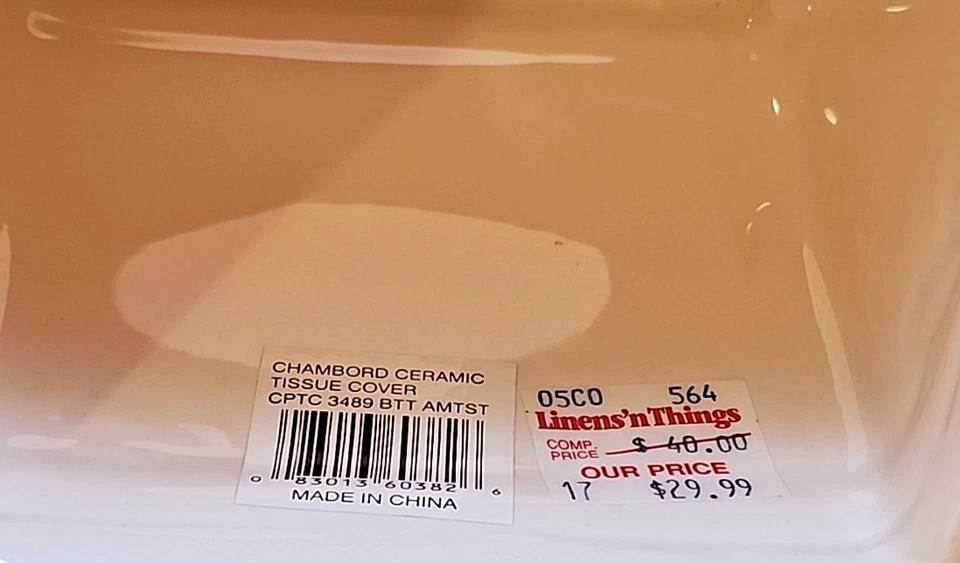 CHAMBORD CERAMIC
TISSUE COVER
CPTC 3489 BTT AMTST
0 83013 60382 6
MADE IN CHINA
05CO 564
Linens'nThings
COMP. PRICE $ 40.00
OUR PRICE
17 $29.99